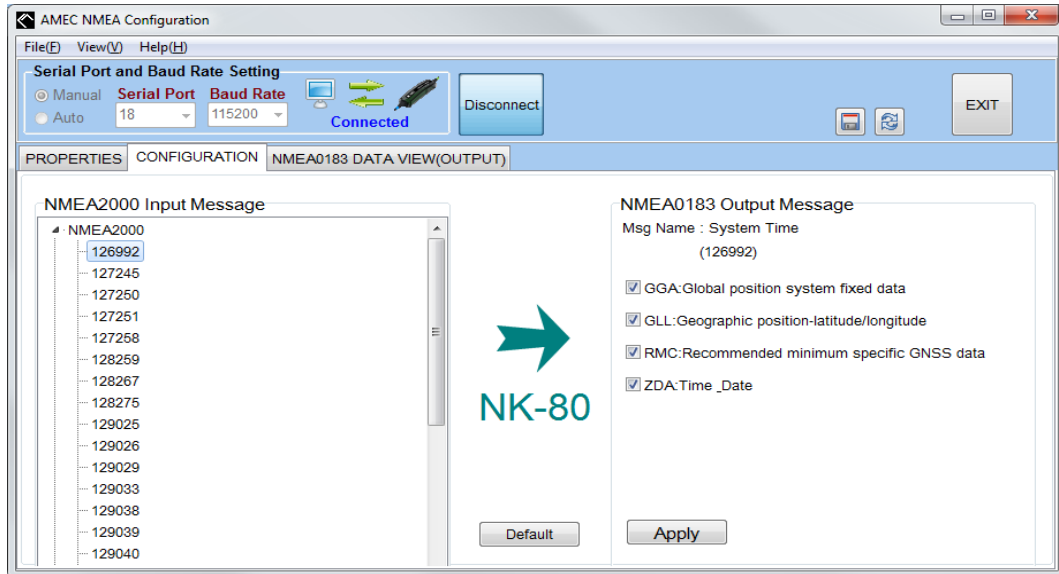 AMEC NMEA Configuration
File(F) View(V) Help(H)
Serial Port and Baud Rate Setting
Manual Serial Port Baud Rate
Auto 18 115200
Connected
Disconnect
EXIT
PROPERTIES CONFIGURATION NMEA0183 DATA VIEW(OUTPUT)
NMEA2000 Input Message
NMEA2000
126992
127245
127250
127251
127258
128259
128267
128275
129025
129026
129029
129033
129038
129039
129040
NK-80
Default
NMEA0183 Output Message
Msg Name : System Time
(126992)
GGA:Global position system fixed data
GLL:Geographic position-latitude/longitude
RMC:Recommended minimum specific GNSS data
ZDA:Time _Date
Apply